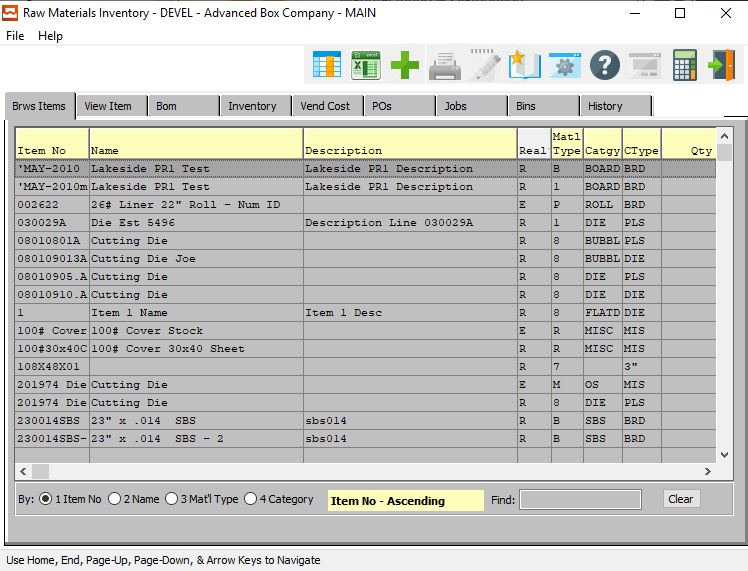 Raw Materials Inventory - DEVEL - Advanced Box Company - MAIN
File Help
Brws Items View Item Bom Inventory Vend Cost POs Jobs Bins History
Item No Name Description Real Matl Type Catgy CType Qty
'MAY-2010 Lakeside PR1 Test Lakeside PR1 Description R B BOARD BRD
'MAY-2010m Lakeside PR1 Test Lakeside PR1 Description R 1 BOARD BRD
002622 26# Liner 22" Roll - Num ID E P ROLL BRD
030029A Die Est 5496 Description Line 030029A R 1 DIE PLS
08010801A Cutting Die R 8 BUBBL PLS
080109013A Cutting Die Joe R 8 BUBBL DIE
08010905.A Cutting Die R 8 DIE PLS
08010910.A Cutting Die R 8 DIE DIE
1 Item 1 Name Item 1 Desc R 8 FLATD DIE
100# Cover 100# Cover Stock E R MISC MIS
100#30x40C 100# Cover 30x40 Sheet R R MISC MIS
108X48X01 R 7 3"
201974 Die Cutting Die E M OS MIS
201974 Die Cutting Die R 8 DIE PLS
230014SBS 23" x .014 SBS sbs014 R B SBS BRD
230014SBS- 23" x .014 SBS - 2 sbs014 R B SBS BRD
By: 1 Item No 2 Name 3 Mat'l Type 4 Category Item No - Ascending Find: Clear
Use Home, End, Page-Up, Page-Down, & Arrow Keys to Navigate